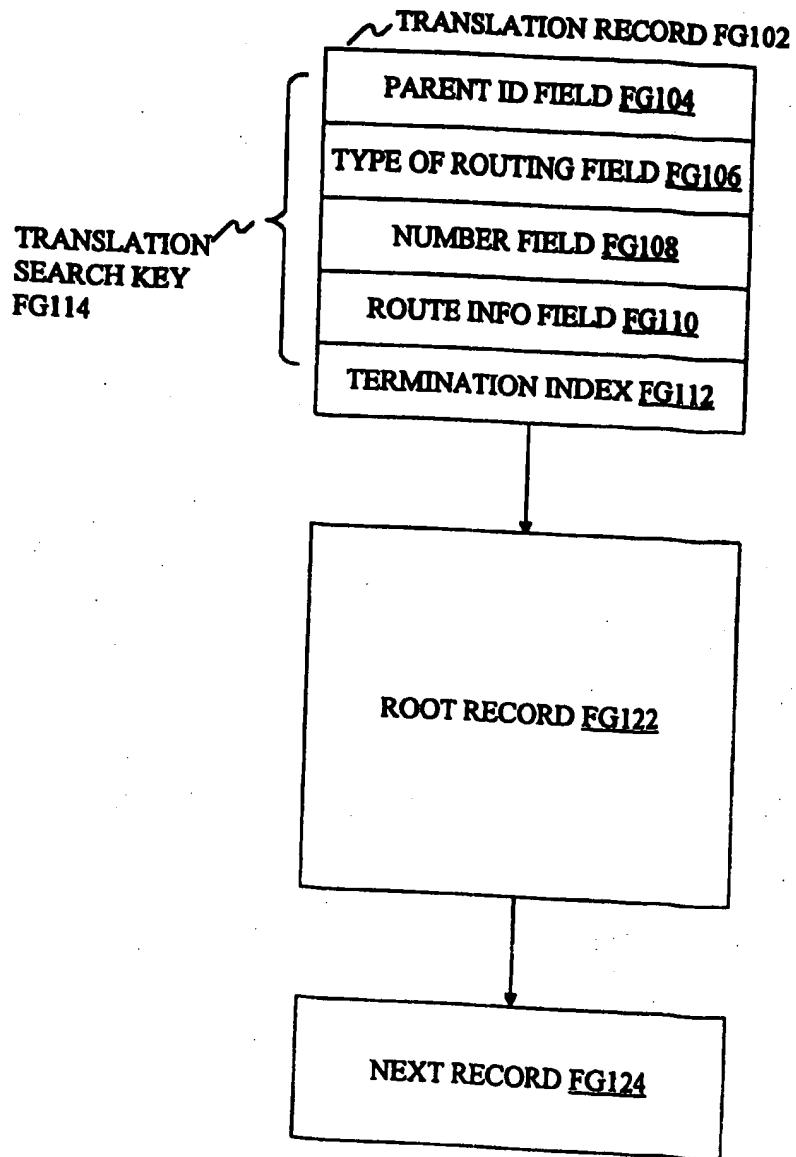 TRANSLATION RECORD FG102
PARENT ID FIELD FG104
TYPE OF ROUTING FIELD FG106
NUMBER FIELD FG108
ROUTE INFO FIELD FG110
TERMINATION INDEX FG112
TRANSLATION
SEARCH KEY
FG114
ROOT RECORD FG122
NEXT RECORD FG124